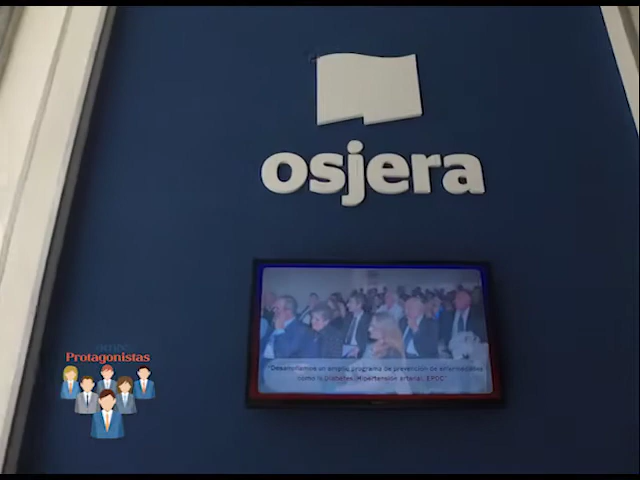 osjera
"Desarrollamos un amplio programa de prevención de enfermedades
como la Diabetes, Hipertensión arterial, EPOC"
Protagonistas